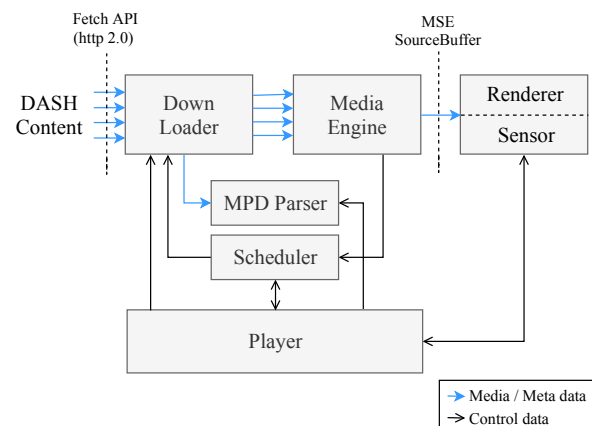 Fetch API
(http 2.0)
MSE
SourceBuffer
DASH
Content
Down
Loader
Media
Engine
Renderer
Sensor
MPD Parser
Scheduler
Player
Media / Meta data
Control data